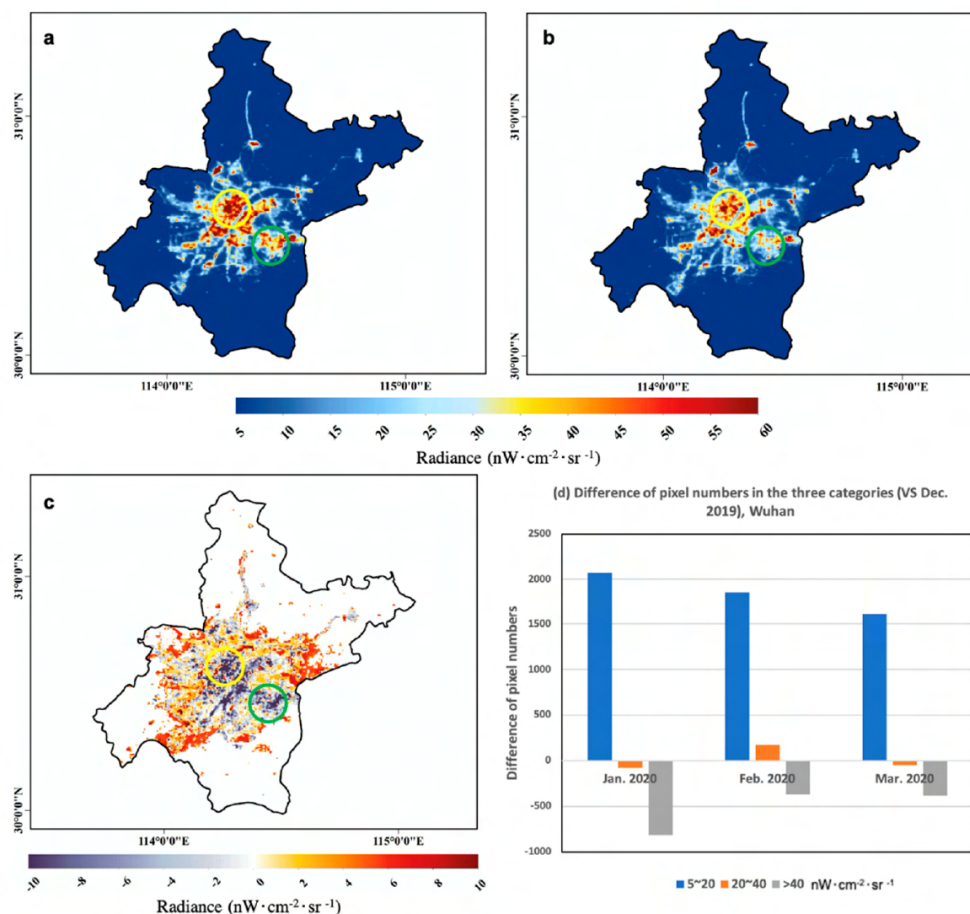 a
b
31°0'0"N
31°0'0"N
30°0'0"N
30°0'0"N
114°0'0"E
115°0'0"E
114°0'0"E
115°0'0"E
5 10 15 20 25 30 35 40 45 50 55 60
Radiance (nW·cm-2·sr -1)
c
31°0'0"N
30°0'0"N
114°0'0"E
115°0'0"E
-10 -8 -6 -4 -2 0 2 4 6 8 10
Radiance (nW·cm-2·sr -1)
(d) Difference of pixel numbers in the three categories (VS Dec.
2019), Wuhan
Difference of pixel numbers
2500
2000
1500
1000
500
0
-500
-1000
Jan. 2020
Feb. 2020
Mar. 2020
5~20 20~40 >40 nW·cm-2·sr -1